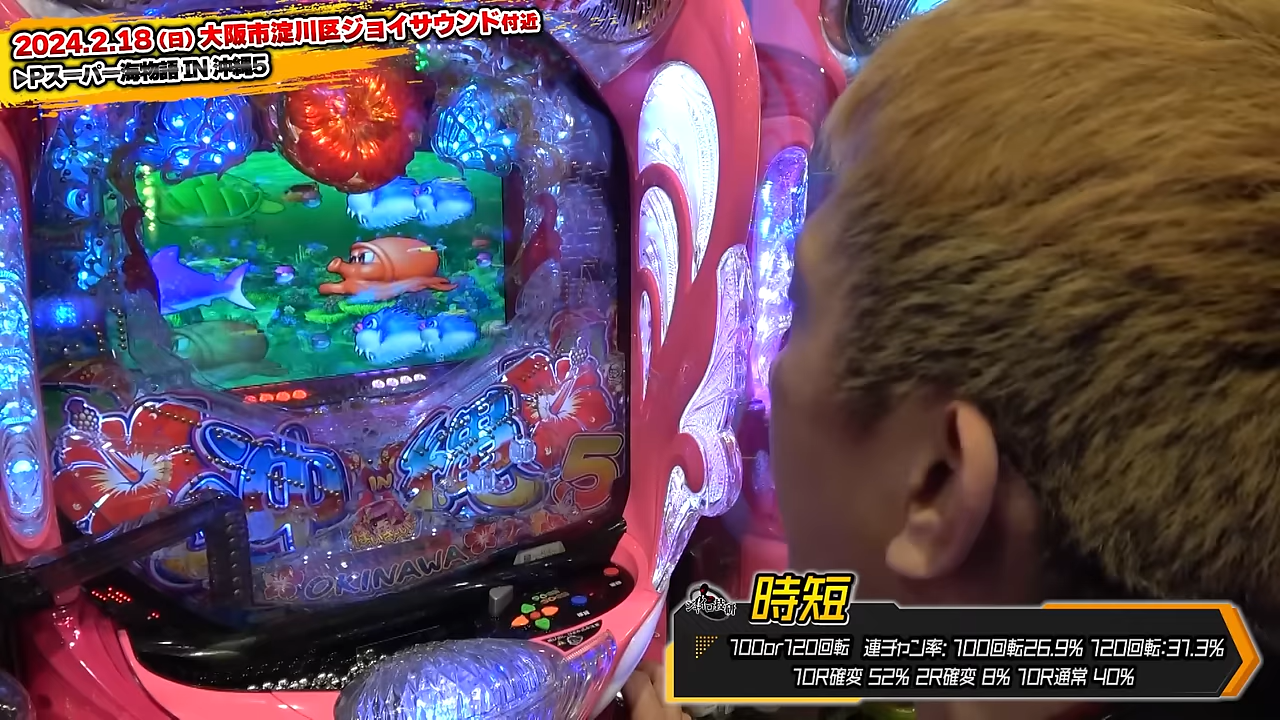 2024.2.18(日)大阪市淀川区ジョイサウンド付近
▷Pスーパー海物語 IN 沖縄5
沖 IN 縄 5
OKINAWA
時短
100or120回転 連チャン率: 100回転26.9% 120回転:31.3%
10R確変 52% 2R確変 8% 10R通常 40%